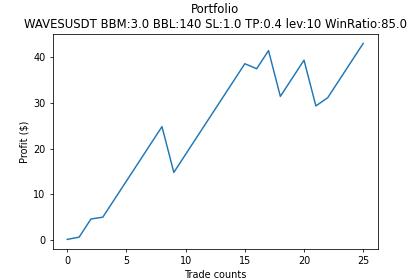 Portfolio
WAVESUSDT BBM:3.0 BBL:140 SL:1.0 TP:0.4 lev:10 WinRatio:85.0
40
30
20
10
0
Profit ($)
0 5 10 15 20 25
Trade counts